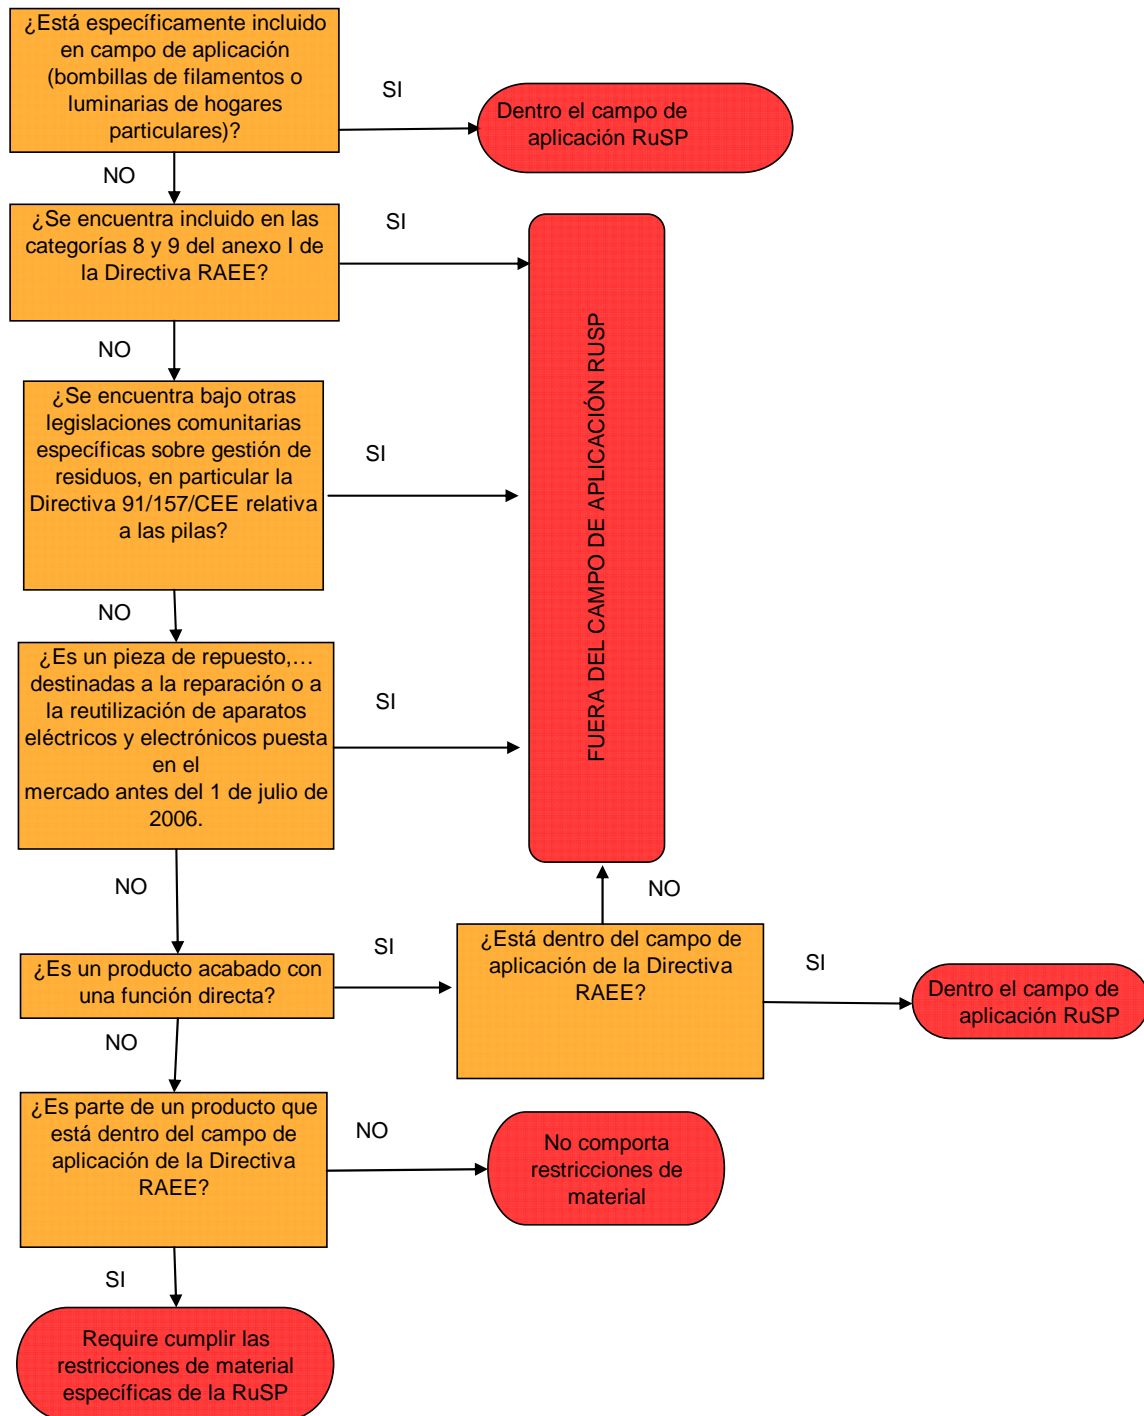 ¿Está específicamente incluido
en campo de aplicación
(bombillas de filamentos o
luminarias de hogares
particulares)?
SI
Dentro el campo de
aplicación RuSP
NO
¿Se encuentra incluido en las
categorías 8 y 9 del anexo I de
la Directiva RAEE?
SI
FUERA DEL CAMPO DE APLICACIÓN RUSP
NO
¿Se encuentra bajo otras
legislaciones comunitarias
específicas sobre gestión de
residuos, en particular la
Directiva 91/157/CEE relativa
a las pilas?
SI
NO
¿Es un pieza de repuesto,…
destinadas a la reparación o a
la reutilización de aparatos
eléctricos y electrónicos puesta
en el
mercado antes del 1 de julio de
2006.
SI
NO
¿Es un producto acabado con
una función directa?
SI
¿Está dentro del campo de
aplicación de la Directiva
RAEE?
NO
SI
Dentro el campo de
aplicación RuSP
NO
¿Es parte de un producto que
está dentro del campo de
aplicación de la Directiva
RAEE?
NO
No comporta
restricciones de
material
SI
Require cumplir las
restricciones de material
específicas de la RuSP